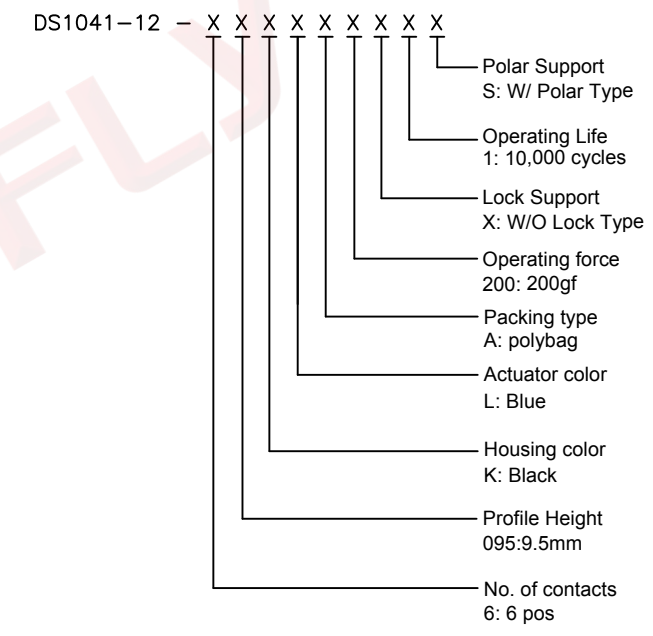 DS1041-12 - X X X X X X X X X
Polar Support
S: W/ Polar Type
Operating Life
1: 10,000 cycles
Lock Support
X: W/O Lock Type
Operating force
200: 200gf
Packing type
A: polybag
Actuator color
L: Blue
Housing color
K: Black
Profile Height
095:9.5mm
No. of contacts
6: 6 pos
FLY